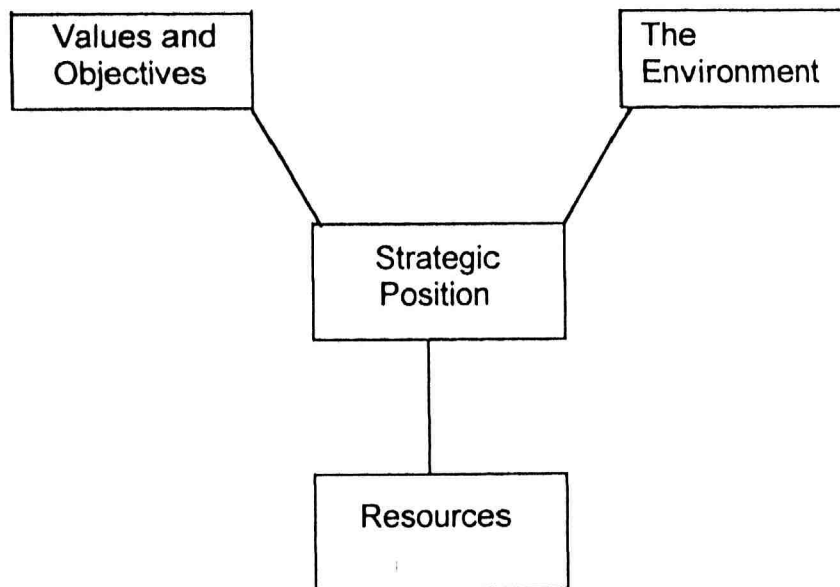 Values and
Objectives
The
Environment
Strategic
Position
Resources